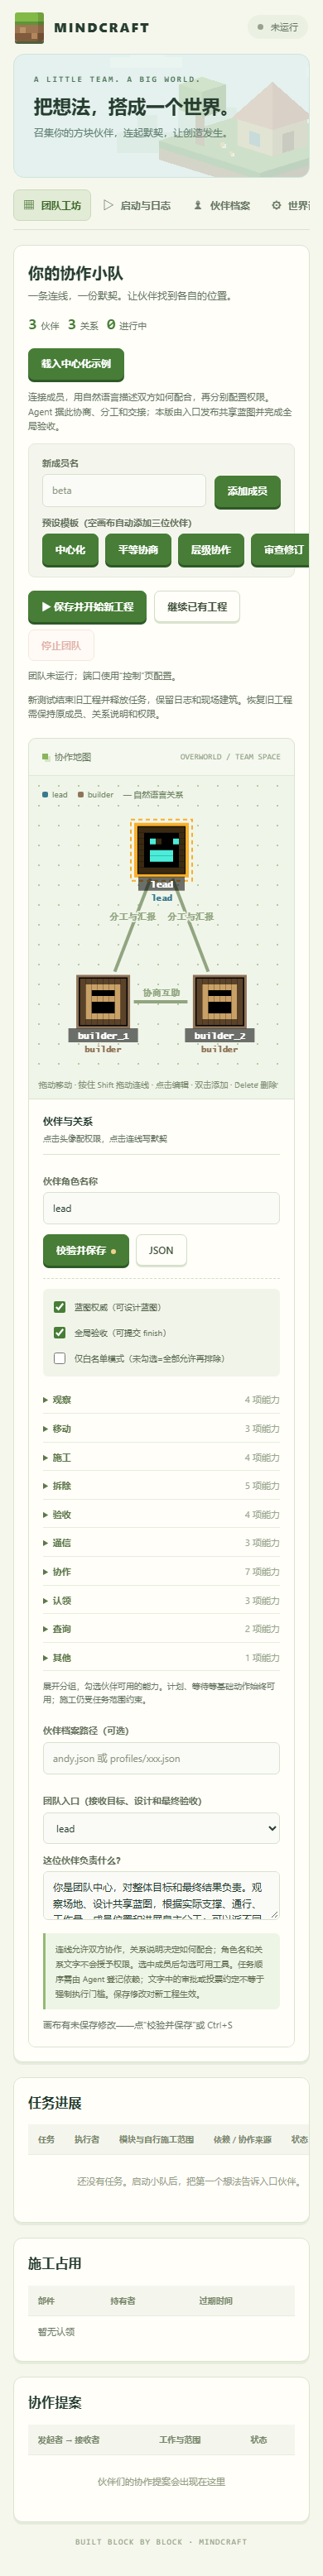 MINDCRAFT
未运行
A LITTLE TEAM. A BIG WORLD.
把想法，搭成一个世界。
召集你的方块伙伴，连起默契，让创造发生。
团队工坊
启动与日志
伙伴档案
你的协作小队
一条连线，一份默契。让伙伴找到各自的位置。
3 伙伴 3 关系 0 进行中
载入中心化示例
连接成员，用自然语言描述双方如何配合，再分别配置权限。
Agent 据此协商、分工和交接；本版由入口发布共享蓝图并完成全
局验收。
新成员名
beta
添加成员
预设模板（空画布自动添加三位伙伴）
中心化
平等协商
层级协作
审查修订
▶ 保存并开始新工程
继续已有工程
停止团队
团队未运行；端口使用“控制”页配置。
新测试结束旧工程并释放任务，保留日志和现场建筑。恢复旧工程
需保持原成员、关系说明和权限。
协作地图
OVERWORLD / TEAM SPACE
lead
builder
— 自然语言关系
lead
lead
分工与汇报
分工与汇报
协商互助
builder_1
builder
builder_2
builder
拖动移动 · 按住 Shift 拖动连线 · 点击编辑 · 双击添加 · Delete 删除
伙伴与关系
点击头像配权限，点击连线写默契
伙伴角色名称
lead
校验并保存
JSON
蓝图权威（可设计蓝图）
全局验收（可提交 finish）
仅白名单模式（未勾选=全部允许再排除）
▶ 观察 4 项能力
▶ 移动 3 项能力
▶ 施工 4 项能力
▶ 拆除 5 项能力
▶ 验收 4 项能力
▶ 通信 3 项能力
▶ 协作 7 项能力
▶ 认领 3 项能力
▶ 查询 2 项能力
▶ 其他 1 项能力
展开分组，勾选伙伴可用的能力。计划、等待等基础动作始终可
用；施工仍受任务范围约束。
伙伴档案路径（可选）
andy.json 或 profiles/xxx.json
团队入口（接收目标、设计和最终验收）
lead
这位伙伴负责什么？
你是团队中心，对整体目标和最终结果负责。观
察场地、设计共享蓝图，根据实际支撑、通行、
连线允许双方协作，关系说明决定如何配合；角色名和关
系文字不会授予权限。选中成员后勾选可用工具。任务顺
序需由 Agent 登记依赖；文字中的审批或投票约定不等于
强制执行门槛。保存修改对新工程生效。
画布有未保存修改——点“校验并保存”或 Ctrl+S
任务进展
任务 执行者 模块与自行施工范围 依赖 / 协作来源 状态
还没有任务。启动小队后，把第一个想法告诉入口伙伴。
施工占用
部件 持有者 过期时间
暂无认领
协作提案
发起者 → 接收者 工作与范围 状态
伙伴们的协作提案会出现在这里
BUILT BLOCK BY BLOCK · MINDCRAFT